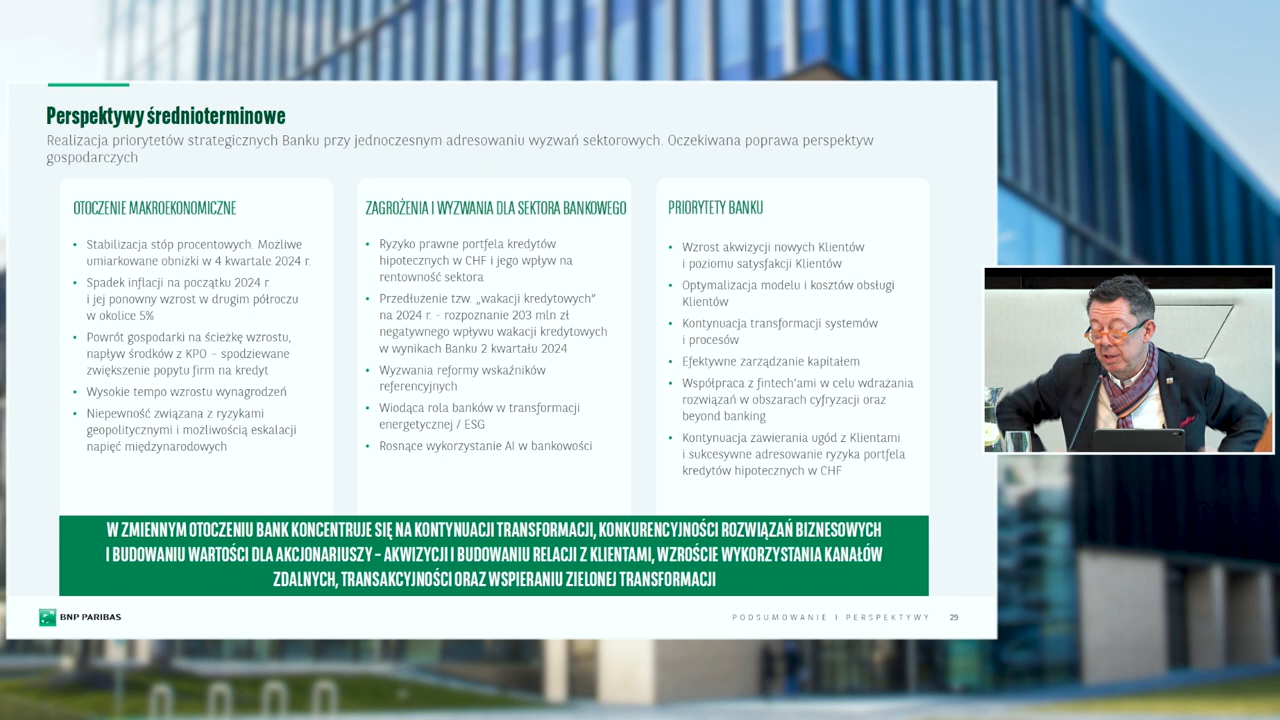 Perspektywy średnioterminowe
Realizacja priorytetów strategicznych Banku przy jednoczesnym adresowaniu wyzwań sektorowych. Oczekiwana poprawa perspektyw
gospodarczych
OTOCZENIE MAKROEKONOMICZNE
• Stabilizacja stóp procentowych. Możliwe
umiarkowane obniżki w 4 kwartale 2024 r.
• Spadek inflacji na początku 2024 r.
i jej ponowny wzrost w drugim półroczu
w okolice 5%
• Powrót gospodarki na ścieżkę wzrostu,
napływ środków z KPO – spodziewane
zwiększenie popytu firm na kredyt
• Wysokie tempo wzrostu wynagrodzeń
• Niepewność związana z ryzykami
geopolitycznymi i możliwością eskalacji
napięć międzynarodowych
ZAGROŻENIA I WYZWANIA DLA SEKTORA BANKOWEGO
• Ryzyko prawne portfela kredytów
hipotecznych w CHF i jego wpływ na
rentowność sektora
• Przedłużenie tzw. „wakacji kredytowych”
na 2024 r. - rozpoznanie 203 mln zł
negatywnego wpływu wakacji kredytowych
w wynikach Banku 2 kwartału 2024
• Wyzwania reformy wskaźników
referencyjnych
• Wiodąca rola banków w transformacji
energetycznej / ESG
• Rosnące wykorzystanie AI w bankowości
PRIORYTETY BANKU
• Wzrost akwizycji nowych Klientów
i poziomu satysfakcji Klientów
• Optymalizacja modelu i kosztów obsługi
Klientów
• Kontynuacja transformacji systemów
i procesów
• Efektywne zarządzanie kapitałem
• Współpraca z fintech’ami w celu wdrażania
rozwiązań w obszarach cyfryzacji oraz
beyond banking
• Kontynuacja zawierania ugód z Klientami
i sukcesywne adresowanie ryzyka portfela
kredytów hipotecznych w CHF
W ZMIENNYM OTOCZENIU BANK KONCENTRUJE SIĘ NA KONTYNUACJI TRANSFORMACJI, KONKURENCYJNOŚCI ROZWIĄZAŃ BIZNESOWYCH
I BUDOWANIU WARTOŚCI DLA AKCJONARIUSZY – AKWIZYCJI I BUDOWANIU RELACJI Z KLIENTAMI, WZROŚCIE WYKORZYSTANIA KANAŁÓW
ZDALNYCH, TRANSAKCYJNOŚCI ORAZ WSPIERANIU ZIELONEJ TRANSFORMACJI
BNP PARIBAS
PODSUMOWANIE I PERSPEKTYWY 29